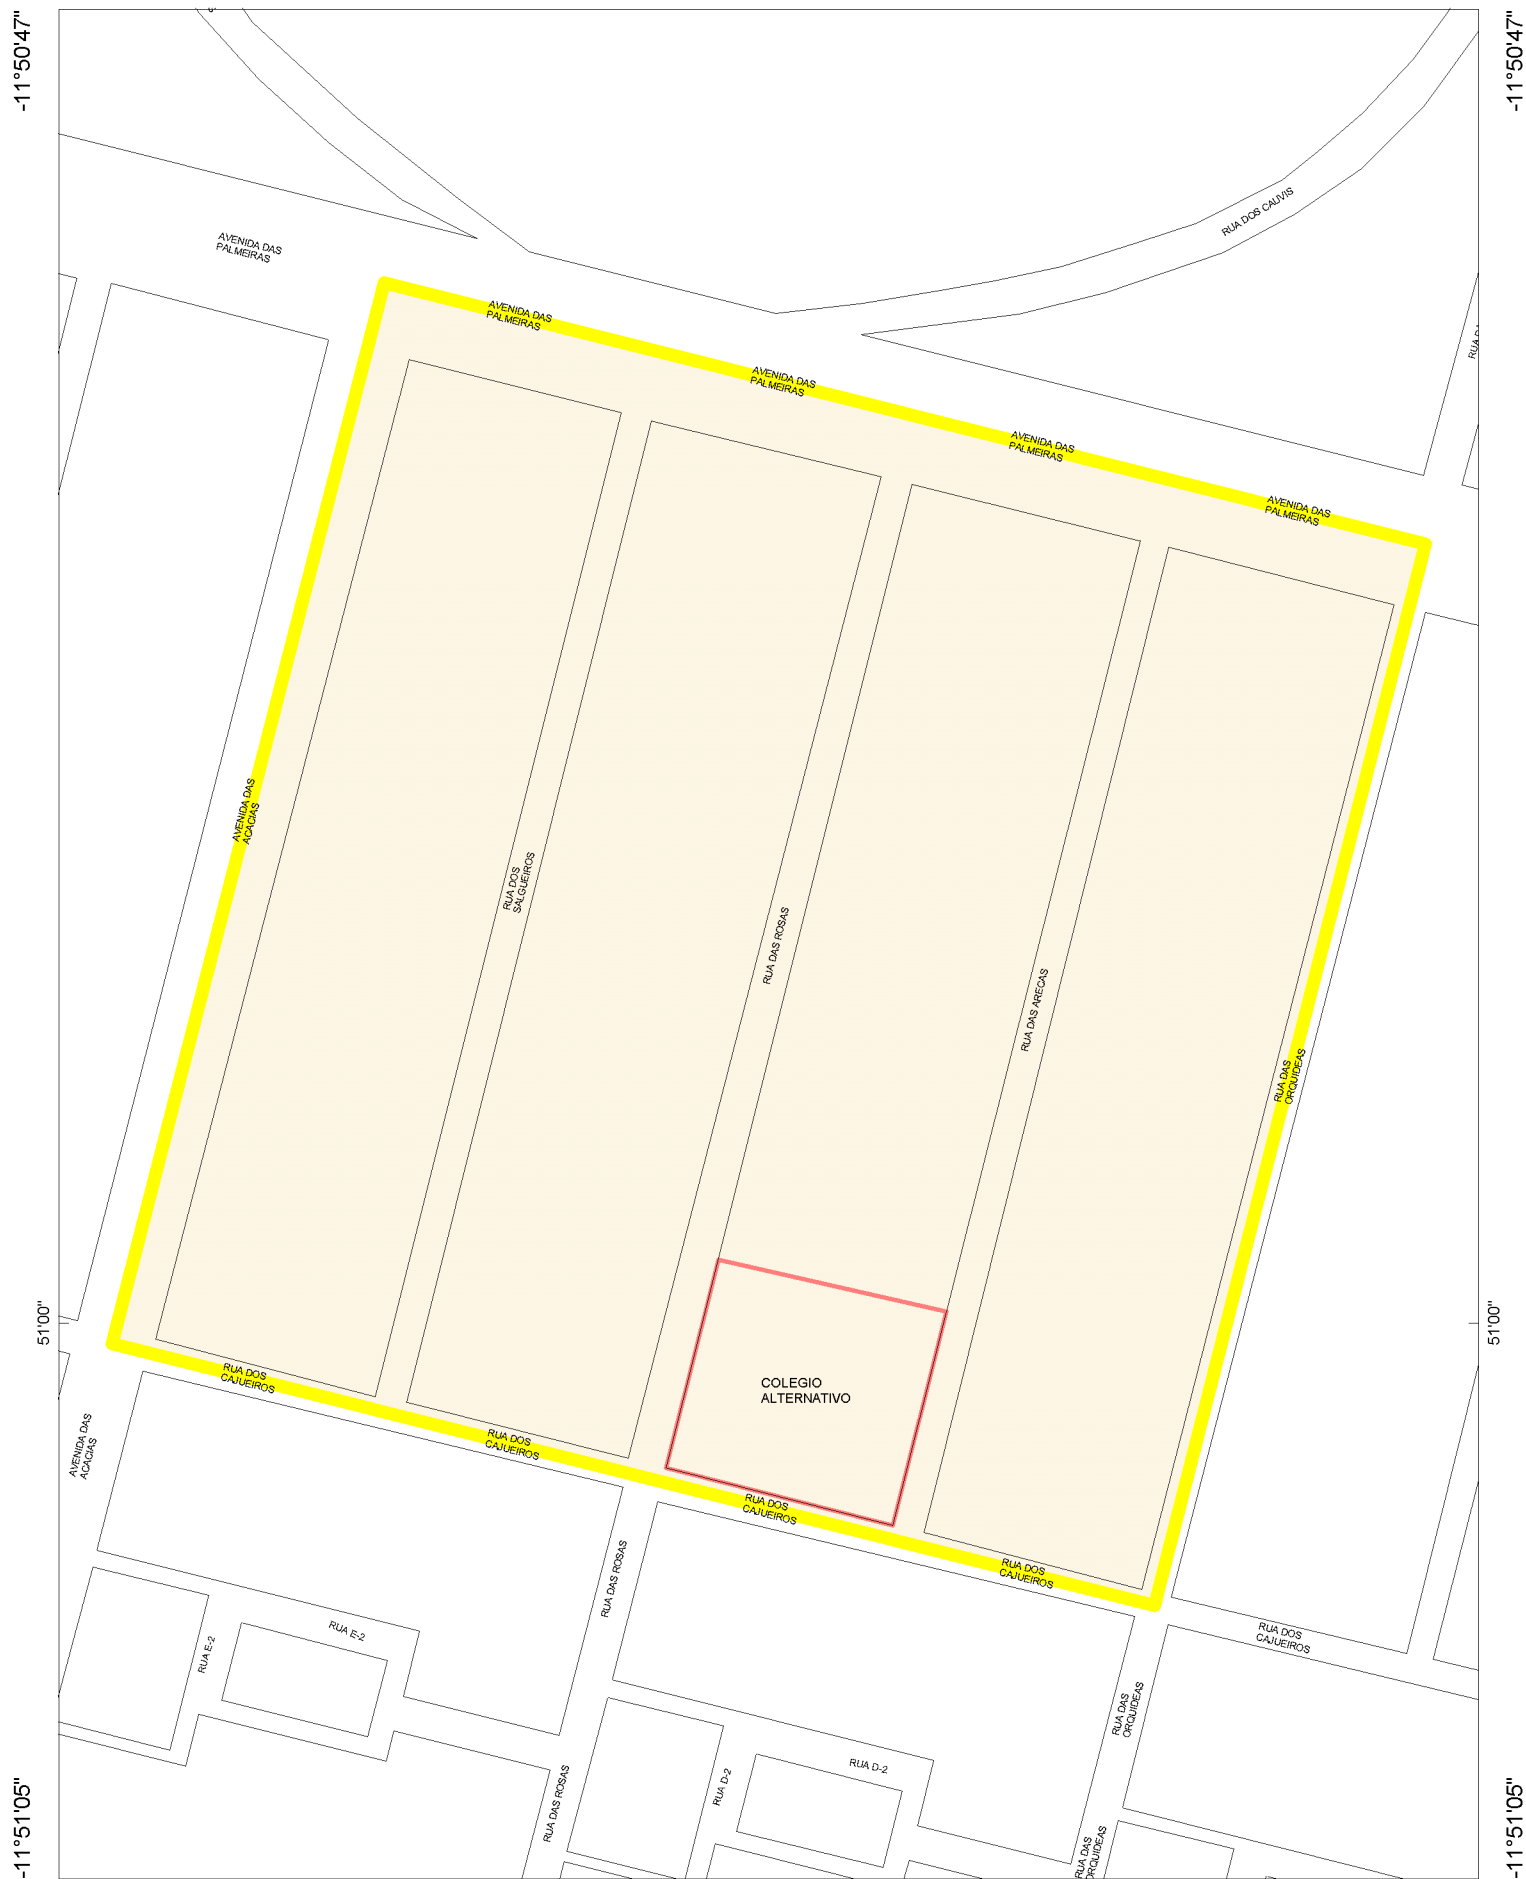 -11°50'47"
-11°50'47"
RUA DOS CAUVIS
AVENIDA DAS
PALMEIRAS
AVENIDA DAS
PALMEIRAS
AVENIDA DAS
PALMEIRAS
AVENIDA DAS
PALMEIRAS
AVENIDA DAS
PALMEIRAS
AVENIDA DAS
ACACIAS
RUA DOS
SALGUEIROS
RUA DAS ROSAS
RUA DAS ARECAS
RUA DAS
ORQUIDEAS
51'00"
51'00"
COLEGIO
ALTERNATIVO
RUA DOS
CAJUEIROS
RUA DOS
CAJUEIROS
RUA DOS
CAJUEIROS
RUA DOS
CAJUEIROS
RUA DOS
CAJUEIROS
AVENIDA DAS
ACACIAS
RUA DAS ROSAS
RUA E-2
RUA E-2
RUA DAS
ORQUIDEAS
RUA D-2
RUA D-2
RUA DAS ROSAS
RUA DAS
ORQUIDEAS
-11°51'05"
-11°51'05"